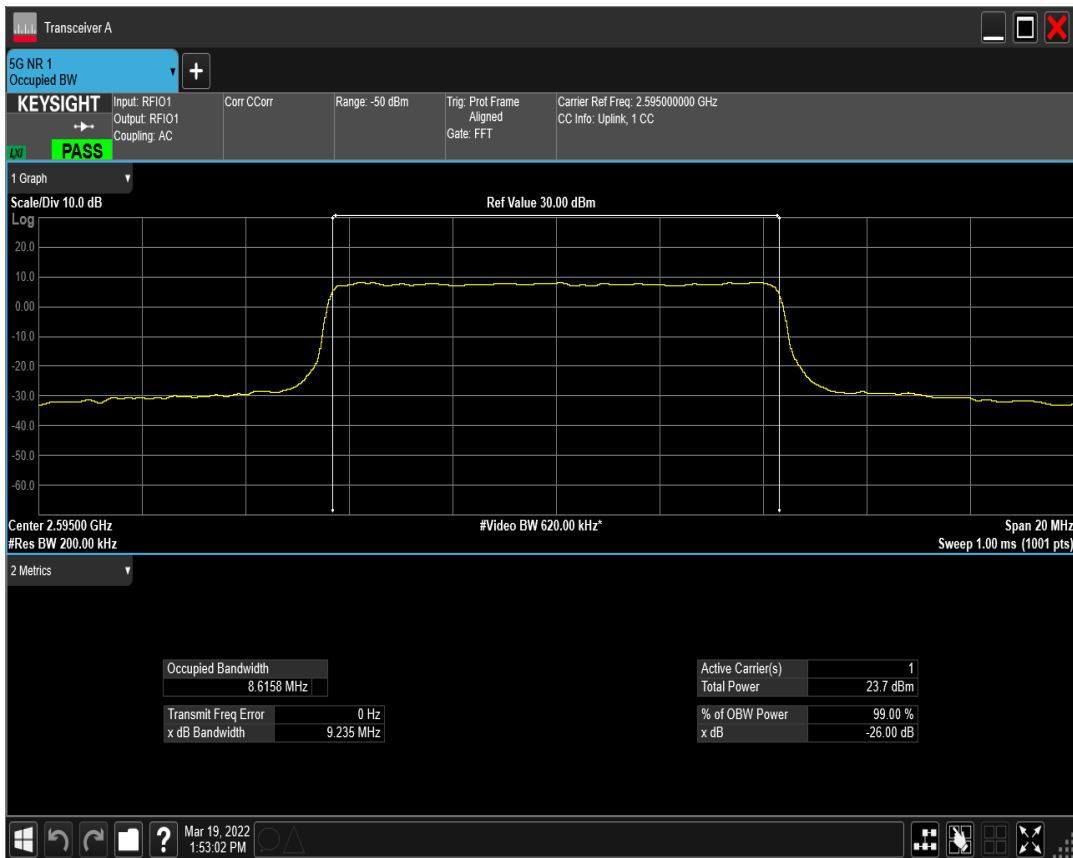 Transceiver A
5G NR 1
Occupied BW
+
KEYSIGHT
LXI
PASS
Input: RFIO1
Output: RFIO1
Coupling: AC
Corr CCorr
Range: -50 dBm
Trig: Prot Frame
Aligned
Gate: FFT
Carrier Ref Freq: 2.595000000 GHz
CC Info: Uplink, 1 CC
1 Graph
Scale/Div 10.0 dB
Ref Value 30.00 dBm
Log
20.0
10.0
0.00
-10.0
-20.0
-30.0
-40.0
-50.0
-60.0
Center 2.59500 GHz
#Video BW 620.00 kHz*
Span 20 MHz
#Res BW 200.00 kHz
Sweep 1.00 ms (1001 pts)
2 Metrics
Occupied Bandwidth
8.6158 MHz
Transmit Freq Error 0 Hz
x dB Bandwidth 9.235 MHz
Active Carrier(s) 1
Total Power 23.7 dBm
% of OBW Power 99.00 %
x dB -26.00 dB
?
Mar 19, 2022
1:53:02 PM